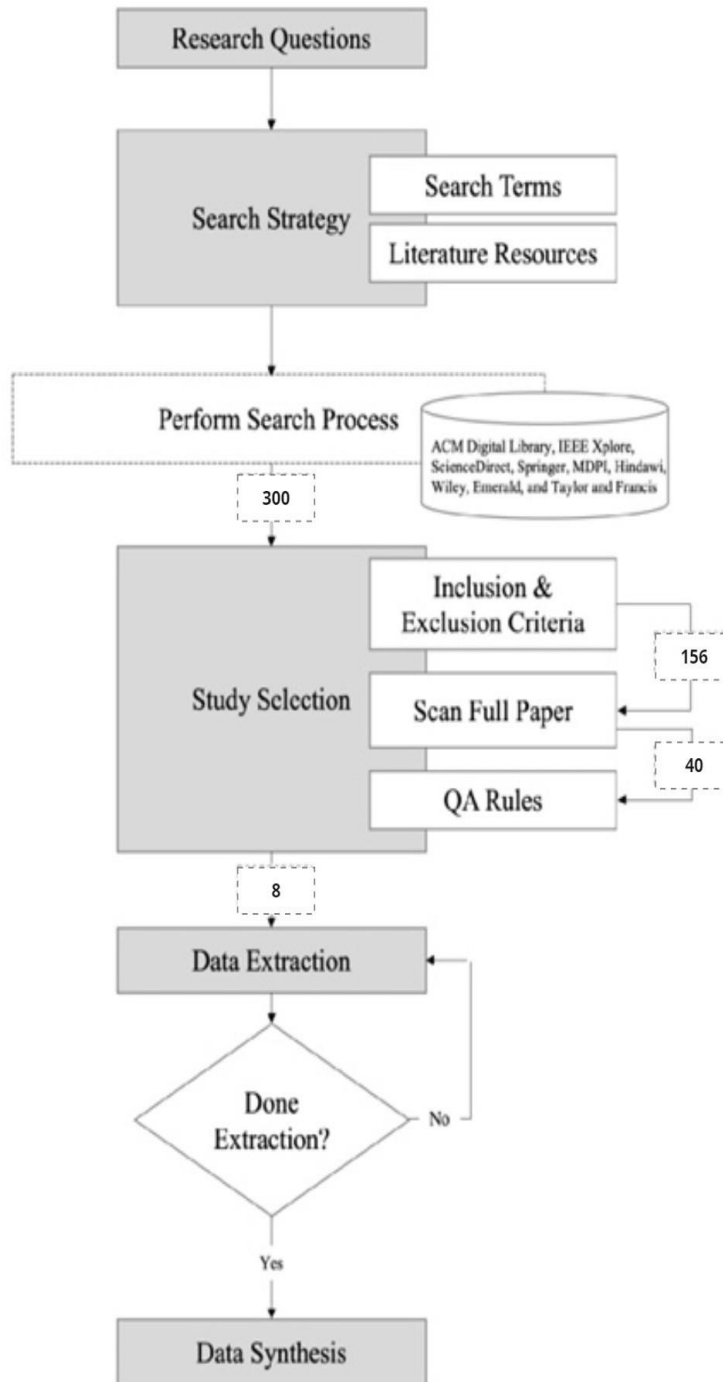 Research Questions
Search Strategy
Search Terms
Literature Resources
Perform Search Process
ACM Digital Library, IEEE Xplore,
ScienceDirect, Springer, MDPI, Hindawi,
Wiley, Emerald, and Taylor and Francis
300
Study Selection
Inclusion &
Exclusion Criteria
156
Scan Full Paper
40
QA Rules
8
Data Extraction
Done
Extraction?
No
Yes
Data Synthesis